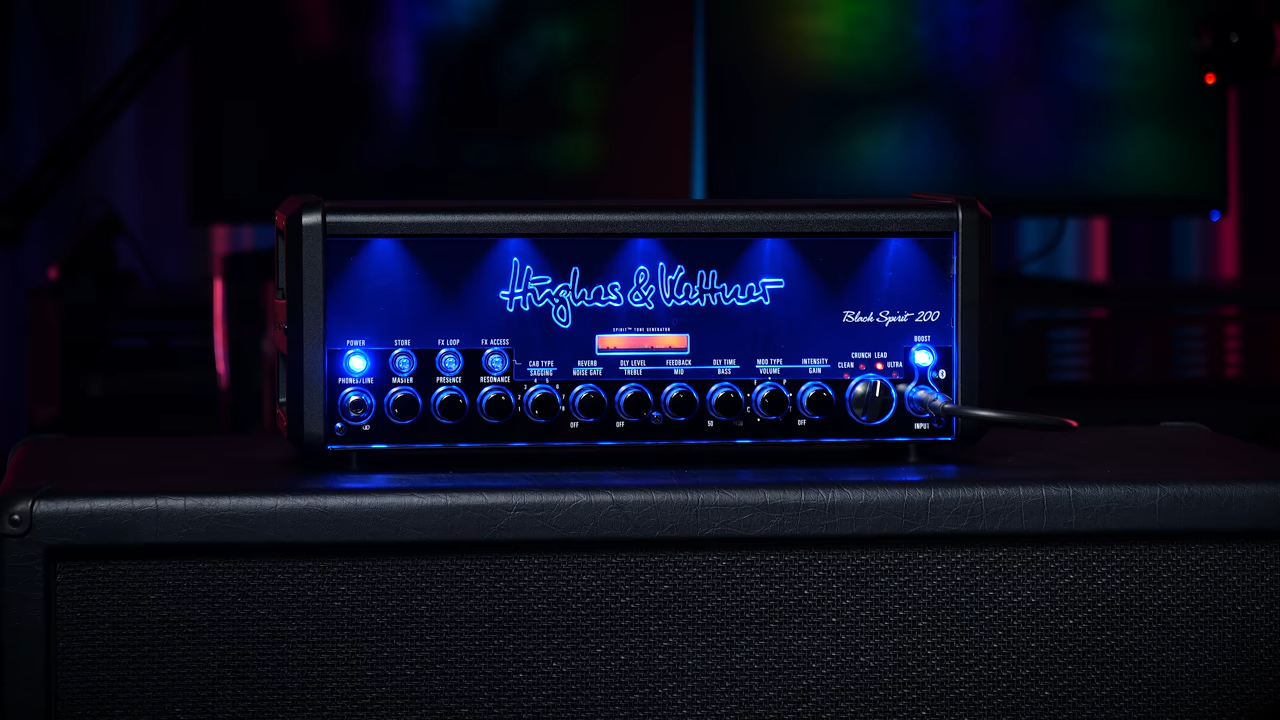 Hughes & Kettner
Black Spirit 200
SPIRIT™ TONE GENERATOR
POWER STORE FX LOOP FX ACCESS BOOST
CRUNCH LEAD
CAB TYPE REVERB DLY LEVEL FEEDBACK DLY TIME MOD TYPE INTENSITY CLEAN ULTRA
SAGGING NOISE GATE TREBLE MID BASS VOLUME GAIN
PHONES/LINE MASTER PRESENCE RESONANCE
OFF OFF 50 OFF INPUT